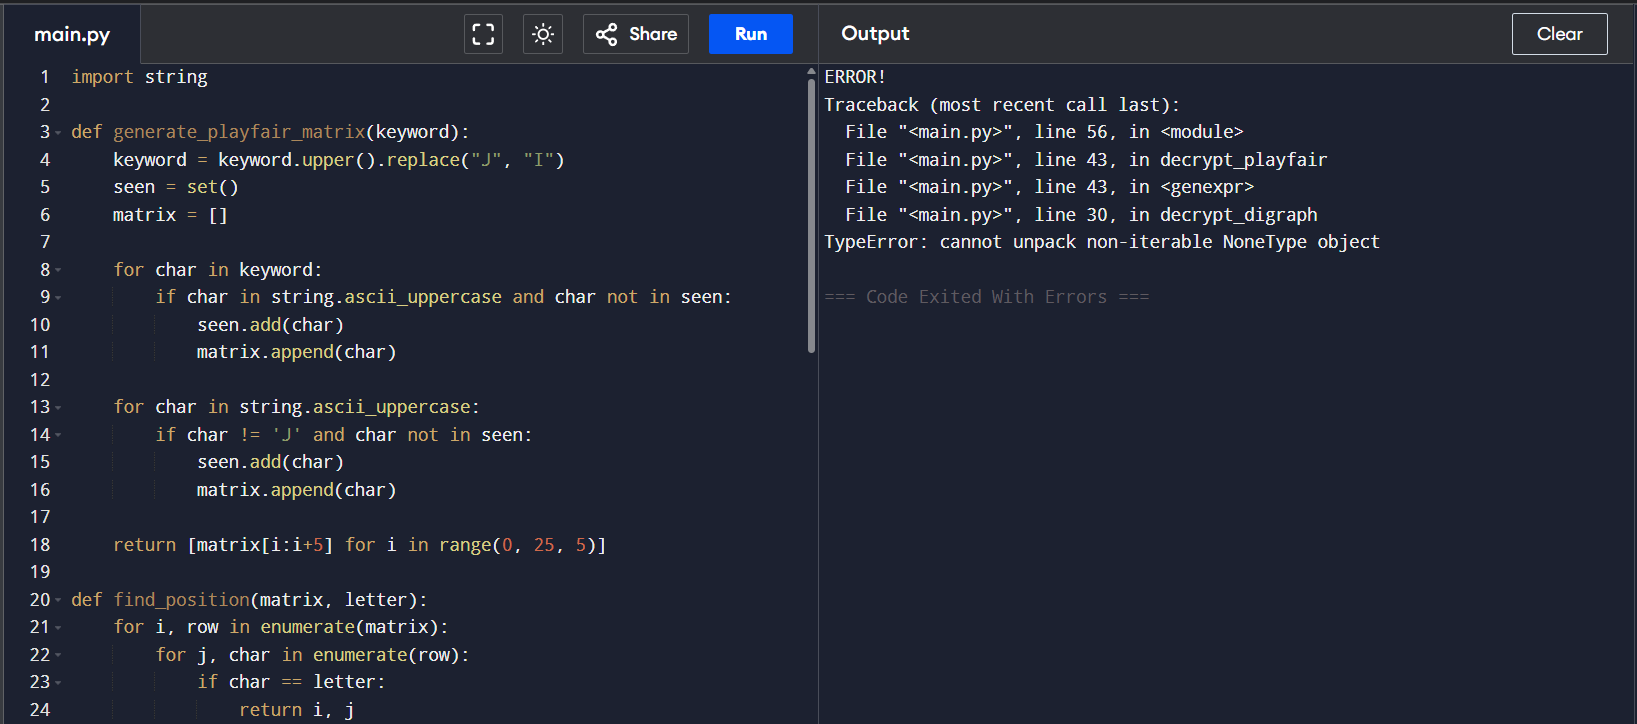 main.py Share Run Output Clear
1 import string
2
3 def generate_playfair_matrix(keyword):
4     keyword = keyword.upper().replace("J", "I")
5     seen = set()
6     matrix = []
7
8     for char in keyword:
9         if char in string.ascii_uppercase and char not in seen:
10             seen.add(char)
11             matrix.append(char)
12
13     for char in string.ascii_uppercase:
14         if char != 'J' and char not in seen:
15             seen.add(char)
16             matrix.append(char)
17
18     return [matrix[i:i+5] for i in range(0, 25, 5)]
19
20 def find_position(matrix, letter):
21     for i, row in enumerate(matrix):
22         for j, char in enumerate(row):
23             if char == letter:
24                 return i, j
ERROR!
Traceback (most recent call last):
  File "<main.py>", line 56, in <module>
  File "<main.py>", line 43, in decrypt_playfair
  File "<main.py>", line 43, in <genexpr>
  File "<main.py>", line 30, in decrypt_digraph
TypeError: cannot unpack non-iterable NoneType object
=== Code Exited With Errors ===